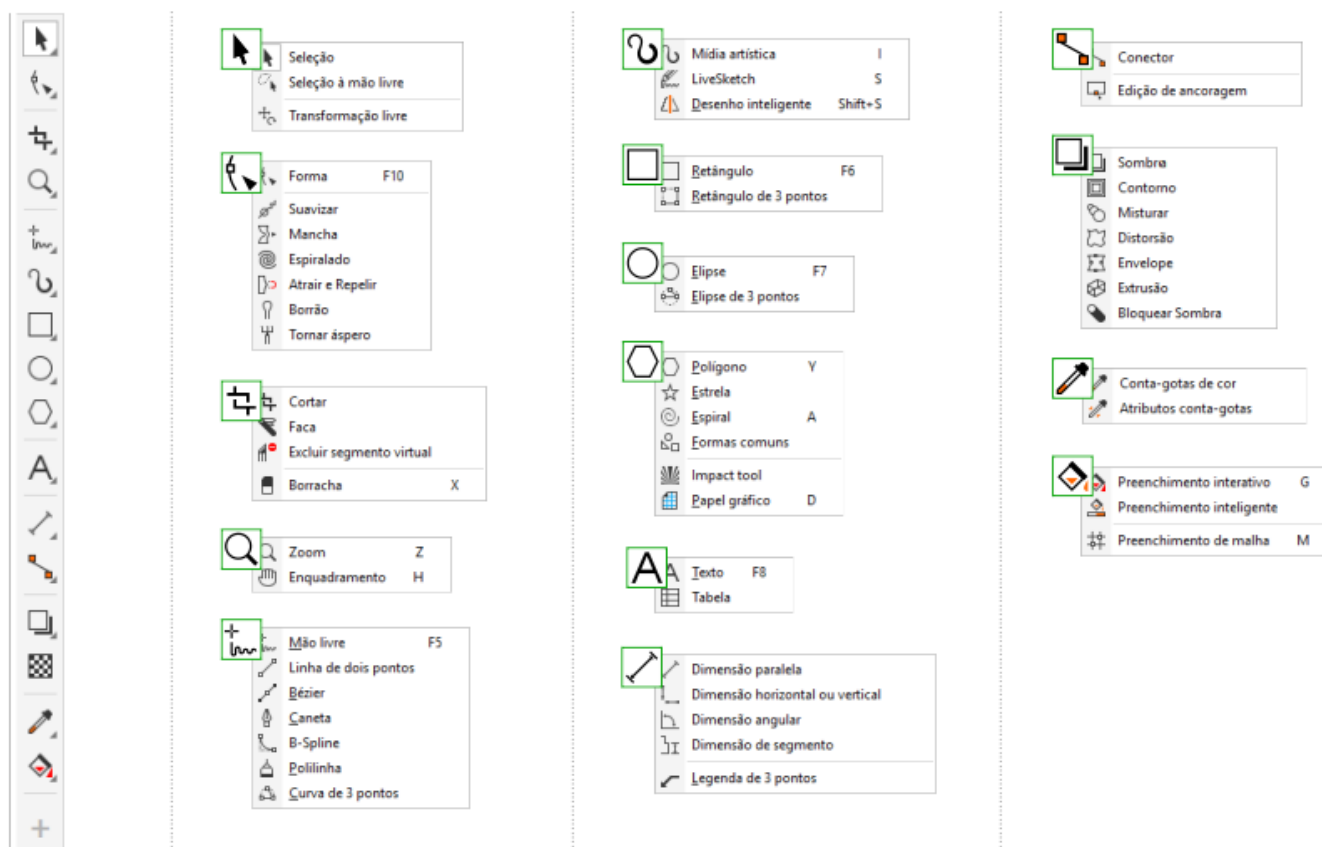 Seleção
Seleção à mão livre
Transformação livre
Forma F10
Suavizar
Mancha
Espiralado
Atrair e Repelir
Borrão
Tornar áspero
Cortar
Faca
Excluir segmento virtual
Borracha X
Zoom Z
Enquadramento H
Mão livre F5
Linha de dois pontos
Bézier
Caneta
B-Spline
Polilinha
Curva de 3 pontos
Mídia artística I
LiveSketch S
Desenho inteligente Shift+S
Retângulo F6
Retângulo de 3 pontos
Elipse F7
Elipse de 3 pontos
Polígono Y
Estrela
Espiral A
Formas comuns
Impact tool
Papel gráfico D
Texto F8
Tabela
Dimensão paralela
Dimensão horizontal ou vertical
Dimensão angular
Dimensão de segmento
Legenda de 3 pontos
Conector
Edição de ancoragem
Sombra
Contorno
Misturar
Distorsão
Envelope
Extrusão
Bloquear Sombra
Conta-gotas de cor
Atributos conta-gotas
Preenchimento interativo G
Preenchimento inteligente
Preenchimento de malha M